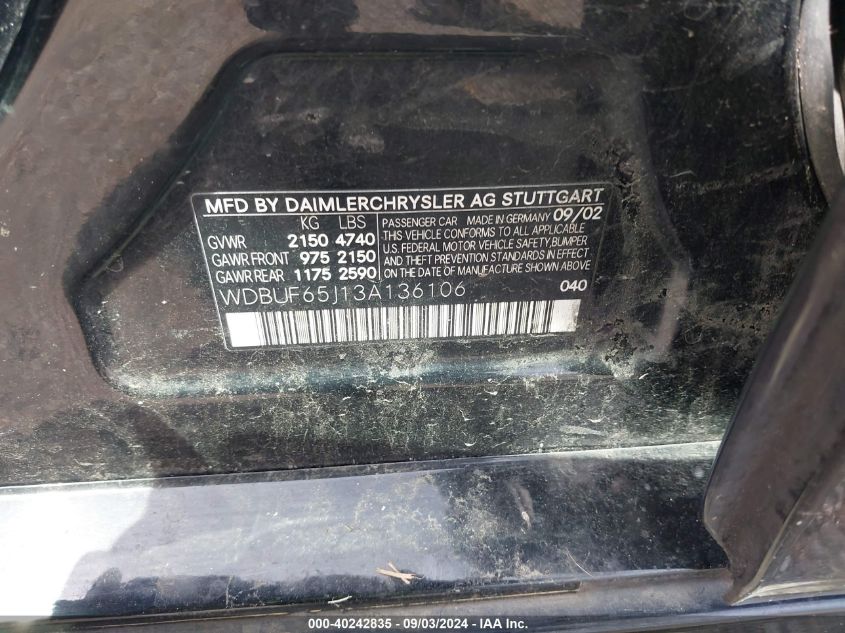 MFD BY DAIMLERCHRYSLER AG STUTTGART
KG LBS
GVWR 2150 4740
GAWR FRONT 975 2150
GAWR REAR 1175 2590
PASSENGER CAR MADE IN GERMANY 09/02
THIS VEHICLE CONFORMS TO ALL APPLICABLE
U.S. FEDERAL MOTOR VEHICLE SAFETY, BUMPER
AND THEFT PREVENTION STANDARDS IN EFFECT
ON THE DATE OF MANUFACTURE SHOWN ABOVE.
WDBUF65J13A136106 040
000-40242835 - 09/03/2024 - IAA Inc.